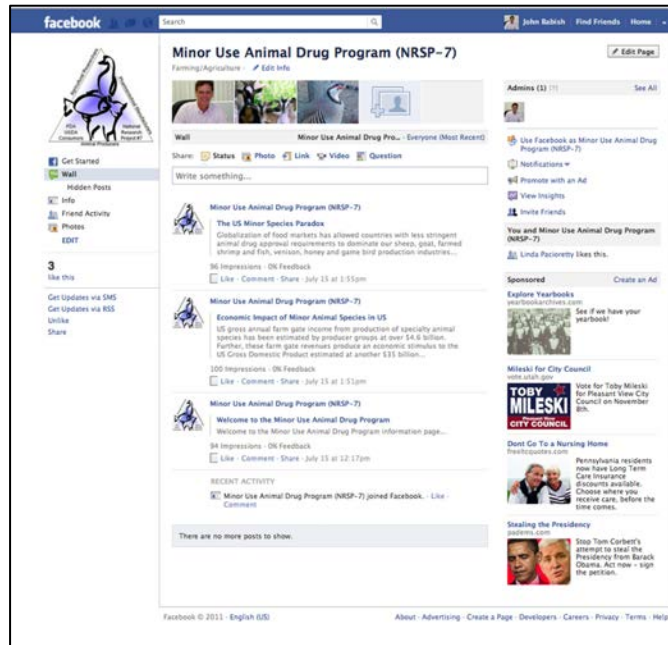 facebook
Search
John Babish Find Friends Home
Minor Use Animal Drug Program (NRSP-7)
Farming/Agriculture · Edit Info
Edit Page
FDA
USDA
Consumers
National
Research
Project #7
Animal Producers
Get Started
Wall
Hidden Posts
Info
Friend Activity
Photos
EDIT
3
like this
Get Updates via SMS
Get Updates via RSS
Unlike
Share
Wall Minor Use Animal Drug Pro... · Everyone (Most Recent)
Share: Status Photo Link Video Question
Write something...
Minor Use Animal Drug Program (NRSP-7)
The US Minor Species Paradox
Globalization of food markets has allowed countries with less stringent
animal drug approval requirements to dominate our sheep, goat, farmed
shrimp and fish, venison, honey and game bird production industries...
96 Impressions · 0% Feedback
Like · Comment · Share · July 15 at 1:55pm
Minor Use Animal Drug Program (NRSP-7)
Economic Impact of Minor Animal Species in US
US gross annual farm gate income from production of specialty animal
species has been estimated by producer groups at over $4.6 billion.
Further, these farm gate revenues produce an economic stimulus to the
US Gross Domestic Product estimated at another $35 billion...
100 Impressions · 0% Feedback
Like · Comment · Share · July 15 at 1:51pm
Minor Use Animal Drug Program (NRSP-7)
Welcome to the Minor Use Animal Drug Program
Welcome to the Minor Use Animal Drug Program information page...
94 Impressions · 0% Feedback
Like · Comment · Share · July 15 at 12:17pm
RECENT ACTIVITY
Minor Use Animal Drug Program (NRSP-7) joined Facebook. · Like ·
Comment
There are no more posts to show.
Admins (1) [?] See All
Use Facebook as Minor Use Animal Drug
Program (NRSP-7)
Notifications
Promote with an Ad
View Insights
Invite Friends
You and Minor Use Animal Drug Program
(NRSP-7)
Linda Pacioretty likes this.
Sponsored Create an Ad
Explore Yearbooks
yearbookarchives.com
See if we have your
yearbook!
Mileski for City Council
vote.utah.gov
TOBY
MILESKI
Pleasant View
CITY COUNCIL
Vote for Toby Mileski
for Pleasant View City
Council on November
8th.
Dont Go to a Nursing Home
freeltcquotes.com
Pennsylvania residents
now have Long Term
Care Insurance
discounts available.
Choose where you
receive care, before the
time comes.
Stealing the Presidency
padems.com
Stop Tom Corbett's
attempt to steal the
Presidency from Barack
Obama. Act now – sign
the petition.
Facebook © 2011 · English (US)
About · Advertising · Create a Page · Developers · Careers · Privacy · Terms · Help